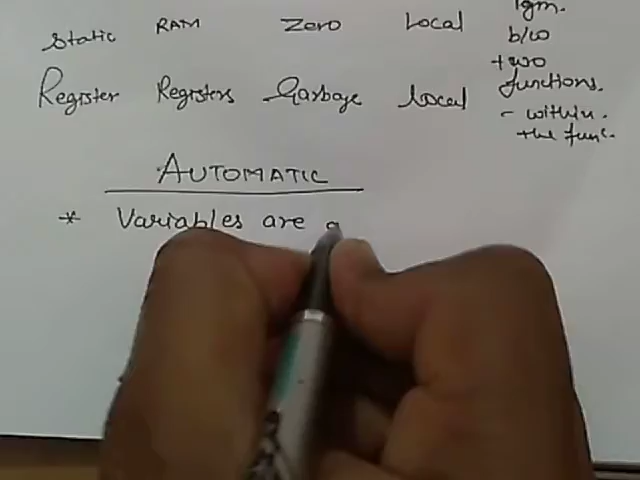 Static RAM Zero Local
b/w
two
functions.
Register Registers Garbage Local
- within
the func.
AUTOMATIC
* Variables are